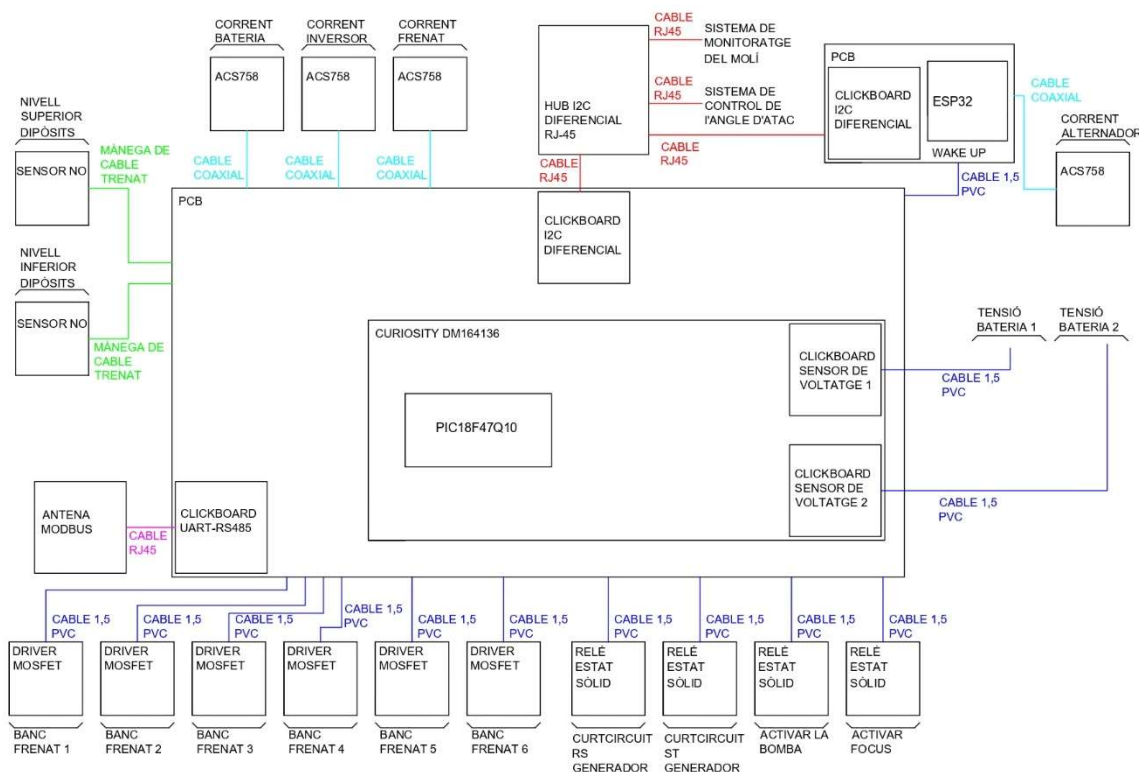 CORRENT
BATERIA
CORRENT
INVERSOR
CORRENT
FRENAT
ACS758
ACS758
ACS758
CABLE
COAXIAL
CABLE
COAXIAL
CABLE
COAXIAL
NIVELL
SUPERIOR
DIPÒSITS
SENSOR NO
MÀNEGA DE
CABLE
TRENAT
NIVELL
INFERIOR
DIPÒSITS
SENSOR NO
MÀNEGA DE
CABLE
TRENAT
HUB I2C
DIFERENCIAL
RJ-45
CABLE
RJ45
SISTEMA DE
MONITORATGE
DEL MOLÍ
CABLE
RJ45
SISTEMA DE
CONTROL DE
l'ANGLE D'ATAC
CABLE
RJ45
CABLE
RJ45
PCB
CLICKBOARD
I2C
DIFERENCIAL
ESP32
WAKE UP
CABLE
COAXIAL
CORRENT
ALTERNADOR
ACS758
CABLE 1,5
PVC
PCB
CLICKBOARD
I2C
DIFERENCIAL
CURIOSITY DM164136
PIC18F47Q10
CLICKBOARD
SENSOR DE
VOLTATGE 1
CLICKBOARD
SENSOR DE
VOLTATGE 2
TENSIÓ
BATERIA 1
TENSIÓ
BATERIA 2
CABLE 1,5
PVC
CABLE 1,5
PVC
ANTENA
MODBUS
CABLE
RJ45
CLICKBOARD
UART-RS485
CABLE 1,5
PVC
CABLE 1,5
PVC
CABLE 1,5
PVC
CABLE 1,5
PVC
CABLE 1,5
PVC
CABLE 1,5
PVC
CABLE 1,5
PVC
CABLE 1,5
PVC
CABLE 1,5
PVC
CABLE 1,5
PVC
DRIVER
MOSFET
DRIVER
MOSFET
DRIVER
MOSFET
DRIVER
MOSFET
DRIVER
MOSFET
DRIVER
MOSFET
RELÉ
ESTAT
SÒLID
RELÉ
ESTAT
SÒLID
RELÉ
ESTAT
SÒLID
RELÉ
ESTAT
SÒLID
BANC
FRENAT 1
BANC
FRENAT 2
BANC
FRENAT 3
BANC
FRENAT 4
BANC
FRENAT 5
BANC
FRENAT 6
CURTCIRCUIT
RS
GENERADOR
CURTCIRCUIT
ST
GENERADOR
ACTIVAR LA
BOMBA
ACTIVAR
FOCUS